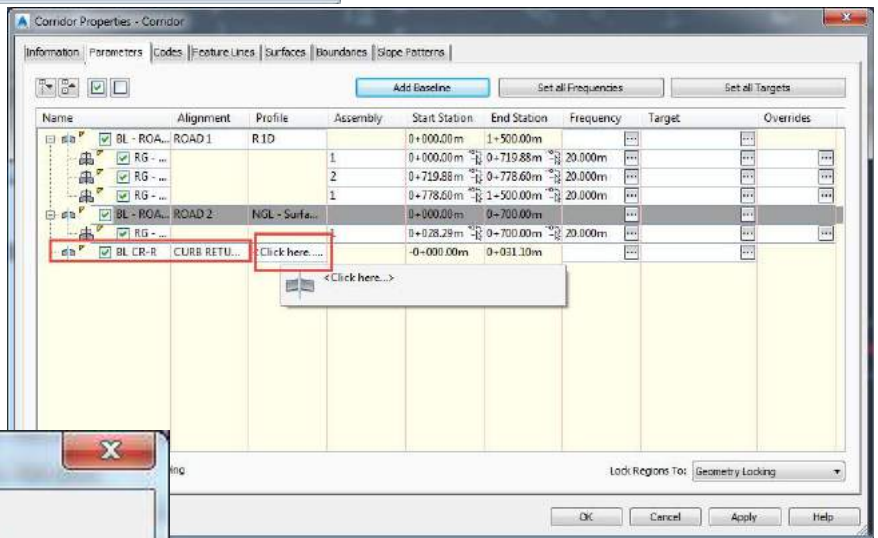 Corridor Properties - Corridor
Information Parameters Codes Feature Lines Surfaces Boundaries Slope Patterns
Add Baseline Set all Frequencies Set all Targets
Name Alignment Profile Assembly Start Station End Station Frequency Target Overrides
BL - ROA... ROAD 1 R1D 0+000.00m 1+500.00m
RG - ... 1 0+000.00m 0+719.88m 20.000m
RG - ... 2 0+719.88m 0+778.60m 20.000m
RG - ... 1 0+778.60m 1+500.00m 20.000m
BL - ROA... ROAD 2 NGL - Surfa... 0+000.00m 0+700.00m
RG - ... 1 0+028.29m 0+700.00m 20.000m
BL CR-R CURB RETU... <Click here..... -0+000.00m 0+031.10m
<Click here...>
Lock Regions To: Geometry Locking
OK Cancel Apply Help